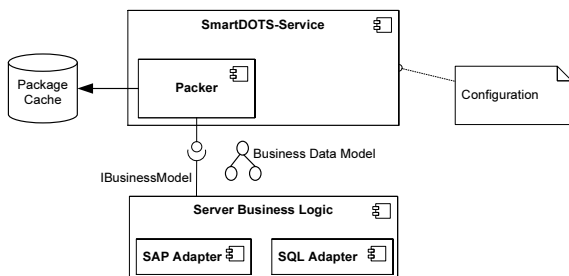 SmartDOTS-Service
Package
Cache
Packer
Configuration
Business Data Model
IBusinessModel
Server Business Logic
SAP Adapter
SQL Adapter